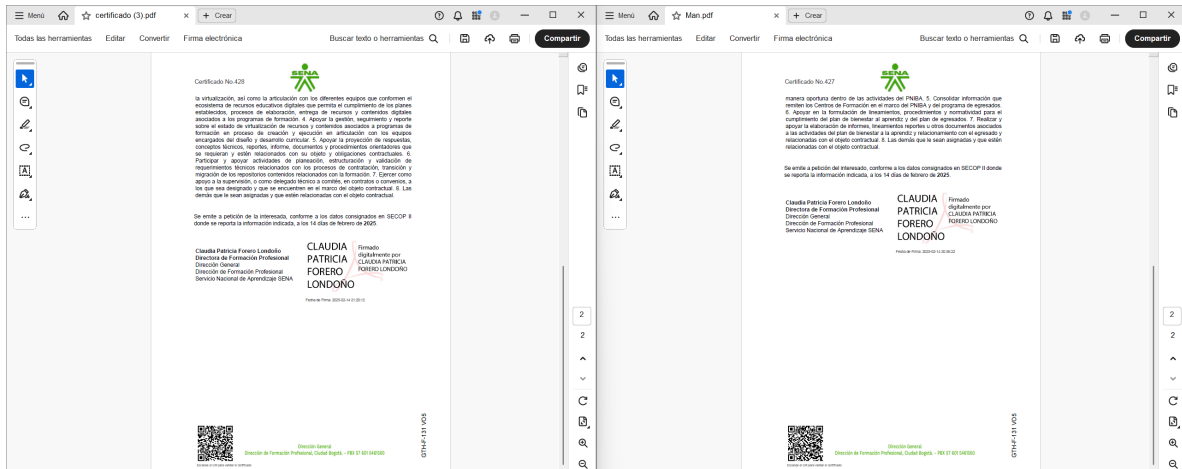 Menú
certificado (3).pdf
×
+ Crear
Todas las herramientas Editar Convertir Firma electrónica
Buscar texto o herramientas
Compartir
SENA
Certificado No.428
la virtualización, así como la articulación con los diferentes equipos que conformen el
ecosistema de recursos educativos digitales que permita el cumplimiento de los planes
establecidos, procesos de elaboración, entrega de recursos y contenidos digitales
asociados a los programas de formación. 4. Apoyar la gestión, seguimiento y reporte
sobre el estado de virtualización de recursos y contenidos asociados a programas de
formación en proceso de creación y ejecución en articulación con los equipos
encargados del diseño y desarrollo curricular. 5. Apoyar la proyección de respuestas,
conceptos técnicos, reportes, informe, documentos y procedimientos orientadores que
se requieran y estén relacionados con su objeto y obligaciones contractuales. 6.
Participar y apoyar actividades de planeación, estructuración y validación de
requerimientos técnicos relacionados con los procesos de contratación, transición y
migración de los repositorios contenidos relacionados con la formación. 7. Ejercer como
apoyo a la supervisión, o como delegado técnico a comités, en contratos o convenios, a
los que sea designado y que se encuentren en el marco del objeto contractual. 8. Las
demás que le sean asignadas y que estén relacionadas con el objeto contractual.
Se emite a petición de la interesada, conforme a los datos consignados en SECOP II
donde se reporta la información indicada, a los 14 días de febrero de 2025.
Claudia Patricia Forero Londoño
Directora de Formación Profesional
Dirección General
Dirección de Formación Profesional
Servicio Nacional de Aprendizaje SENA
CLAUDIA
PATRICIA
FORERO
LONDOÑO
Firmado
digitalmente por
CLAUDIA PATRICIA
FORERO LONDOÑO
GTH-F-131 VO5
Dirección General
Dirección de Formación Profesional, Ciudad Bogotá. - PBX 57 601 5461500
2
2
Menú
Man.pdf
×
+ Crear
Todas las herramientas Editar Convertir Firma electrónica
Buscar texto o herramientas
Compartir
SENA
Certificado No.427
manera oportuna dentro de las actividades del PNIBA. 5. Consolidar información que
remiten los Centros de Formación en el marco del PNIBA y del programa de egresados.
6. Apoyar en la formulación de lineamientos, procedimientos y normatividad para el
cumplimiento del plan de bienestar al aprendiz y del plan de egresados. 7. Realizar y
apoyar la elaboración de informes, lineamientos reportes u otros documentos asociados
a las actividades del plan de bienestar a la aprendiz y relacionamiento con el egresado y
relacionadas con el objeto contractual. 8. Las demás que le sean asignadas y que estén
relacionadas con el objeto contractual.
Se emite a petición del interesado, conforme a los datos consignados en SECOP II donde
se reporta la información indicada, a los 14 días de febrero de 2025.
Claudia Patricia Forero Londoño
Directora de Formación Profesional
Dirección General
Dirección de Formación Profesional
Servicio Nacional de Aprendizaje SENA
CLAUDIA
PATRICIA
FORERO
LONDOÑO
Firmado
digitalmente por
CLAUDIA PATRICIA
FORERO LONDOÑO
GTH-F-131 VO5
Dirección General
Dirección de Formación Profesional, Ciudad Bogotá. - PBX 57 601 5461500
2
2